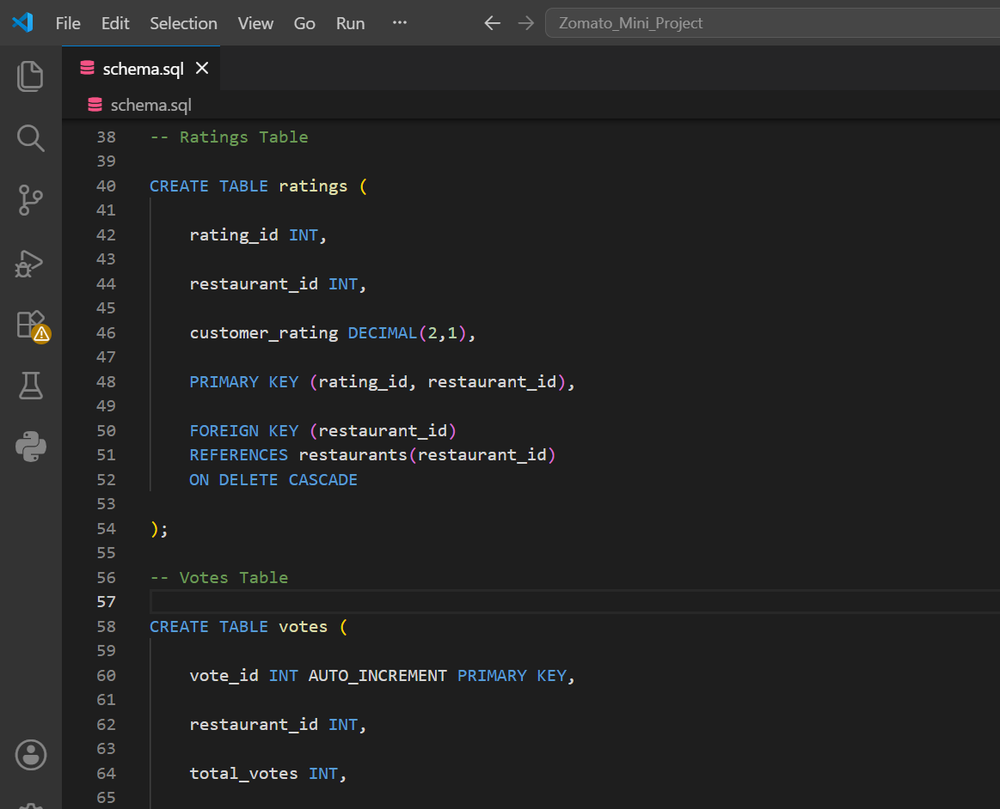 File Edit Selection View Go Run ··· ← → Zomato_Mini_Project
schema.sql ×
schema.sql
38 -- Ratings Table
39
40 CREATE TABLE ratings (
41
42 rating_id INT,
43
44 restaurant_id INT,
45
46 customer_rating DECIMAL(2,1),
47
48 PRIMARY KEY (rating_id, restaurant_id),
49
50 FOREIGN KEY (restaurant_id)
51 REFERENCES restaurants(restaurant_id)
52 ON DELETE CASCADE
53
54 );
55
56 -- Votes Table
57
58 CREATE TABLE votes (
59
60 vote_id INT AUTO_INCREMENT PRIMARY KEY,
61
62 restaurant_id INT,
63
64 total_votes INT,
65